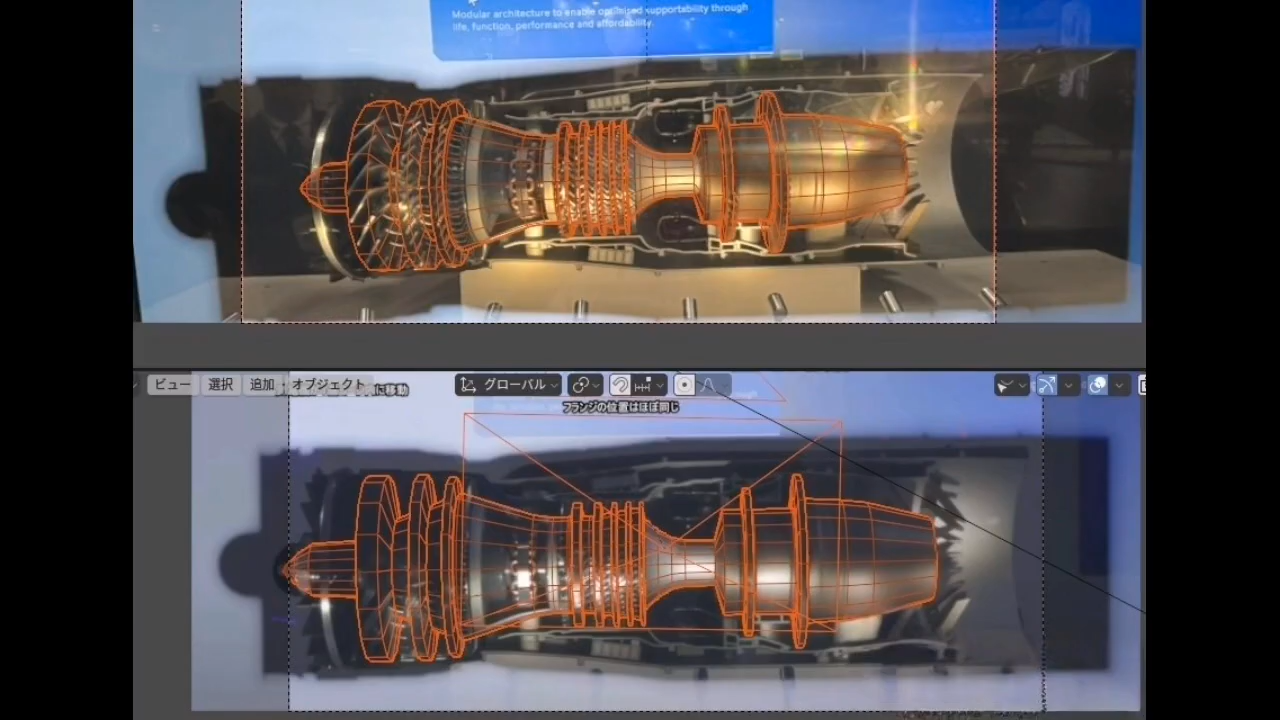 Modular architecture to enable optimised supportability through
life, function, performance and affordability.
ビュー 選択 追加 オブジェクト に移動 グローバル
フランジの位置はほぼ同じ